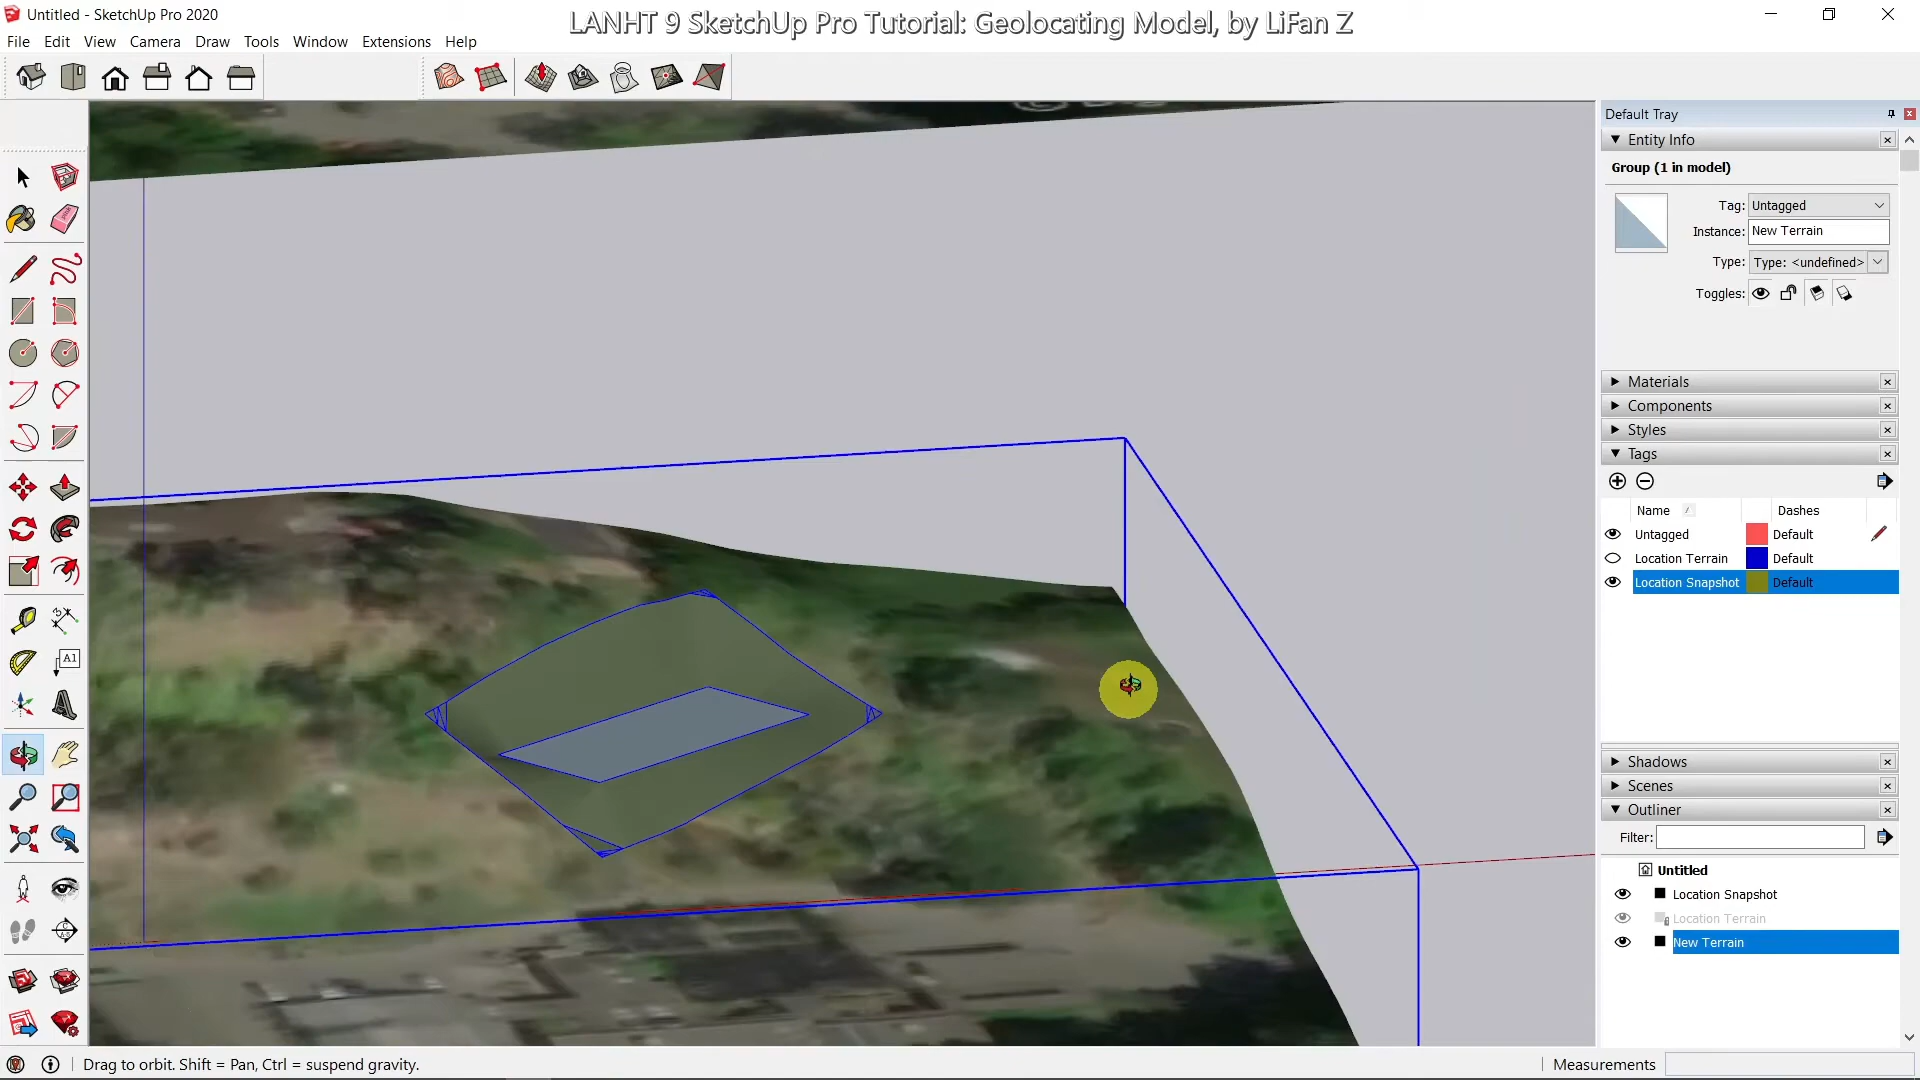 Untitled - SketchUp Pro 2020
LANHT 9 SketchUp Pro Tutorial: Geolocating Model, by LiFan Z
File Edit View Camera Draw Tools Window Extensions Help
Default Tray
Entity Info
Group (1 in model)
Tag: Untagged
Instance: New Terrain
Type: Type: <undefined>
Toggles:
Materials
Components
Styles
Tags
Name Dashes
Untagged Default
Location Terrain Default
Location Snapshot Default
A1
Shadows
Scenes
Outliner
Filter:
Untitled
Location Snapshot
Location Terrain
New Terrain
Drag to orbit. Shift = Pan, Ctrl = suspend gravity.
Measurements